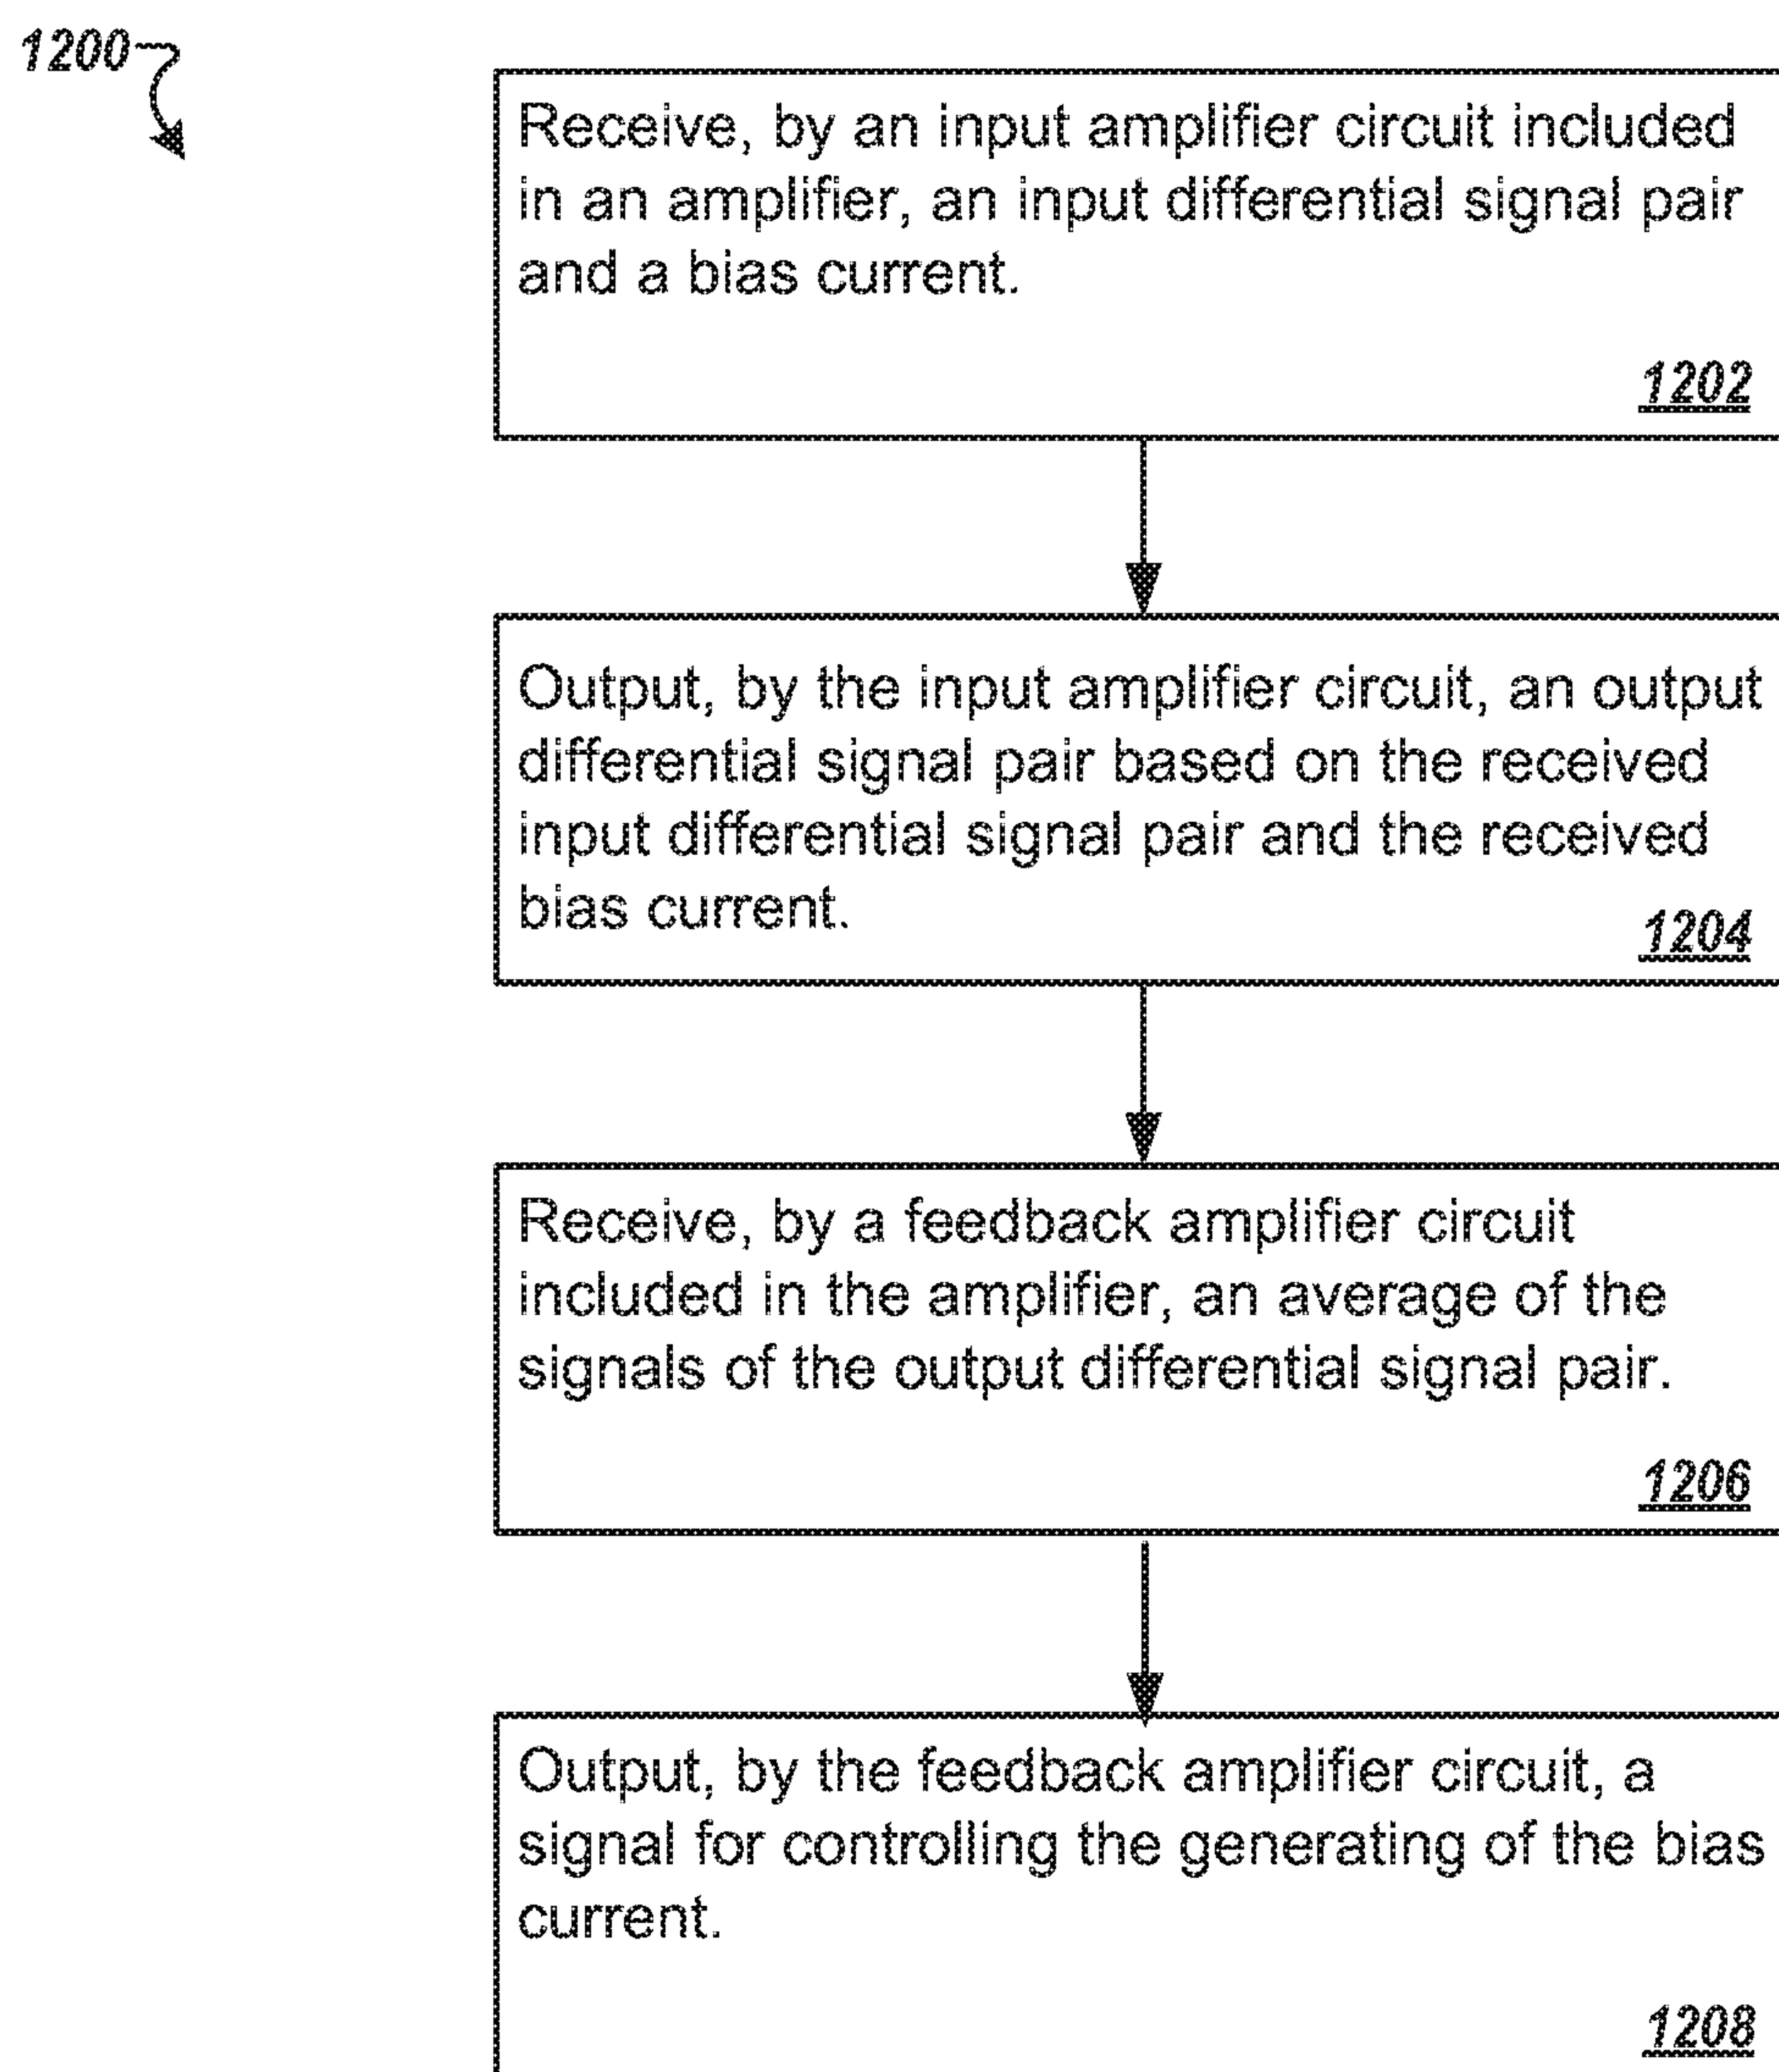 1200
Receive, by an input amplifier circuit included
in an amplifier, an input differential signal pair
and a bias current.
1202
Output, by the input amplifier circuit, an output
differential signal pair based on the received
input differential signal pair and the received
bias current.
1204
Receive, by a feedback amplifier circuit
included in the amplifier, an average of the
signals of the output differential signal pair.
1206
Output, by the feedback amplifier circuit, a
signal for controlling the generating of the bias
current.
1208